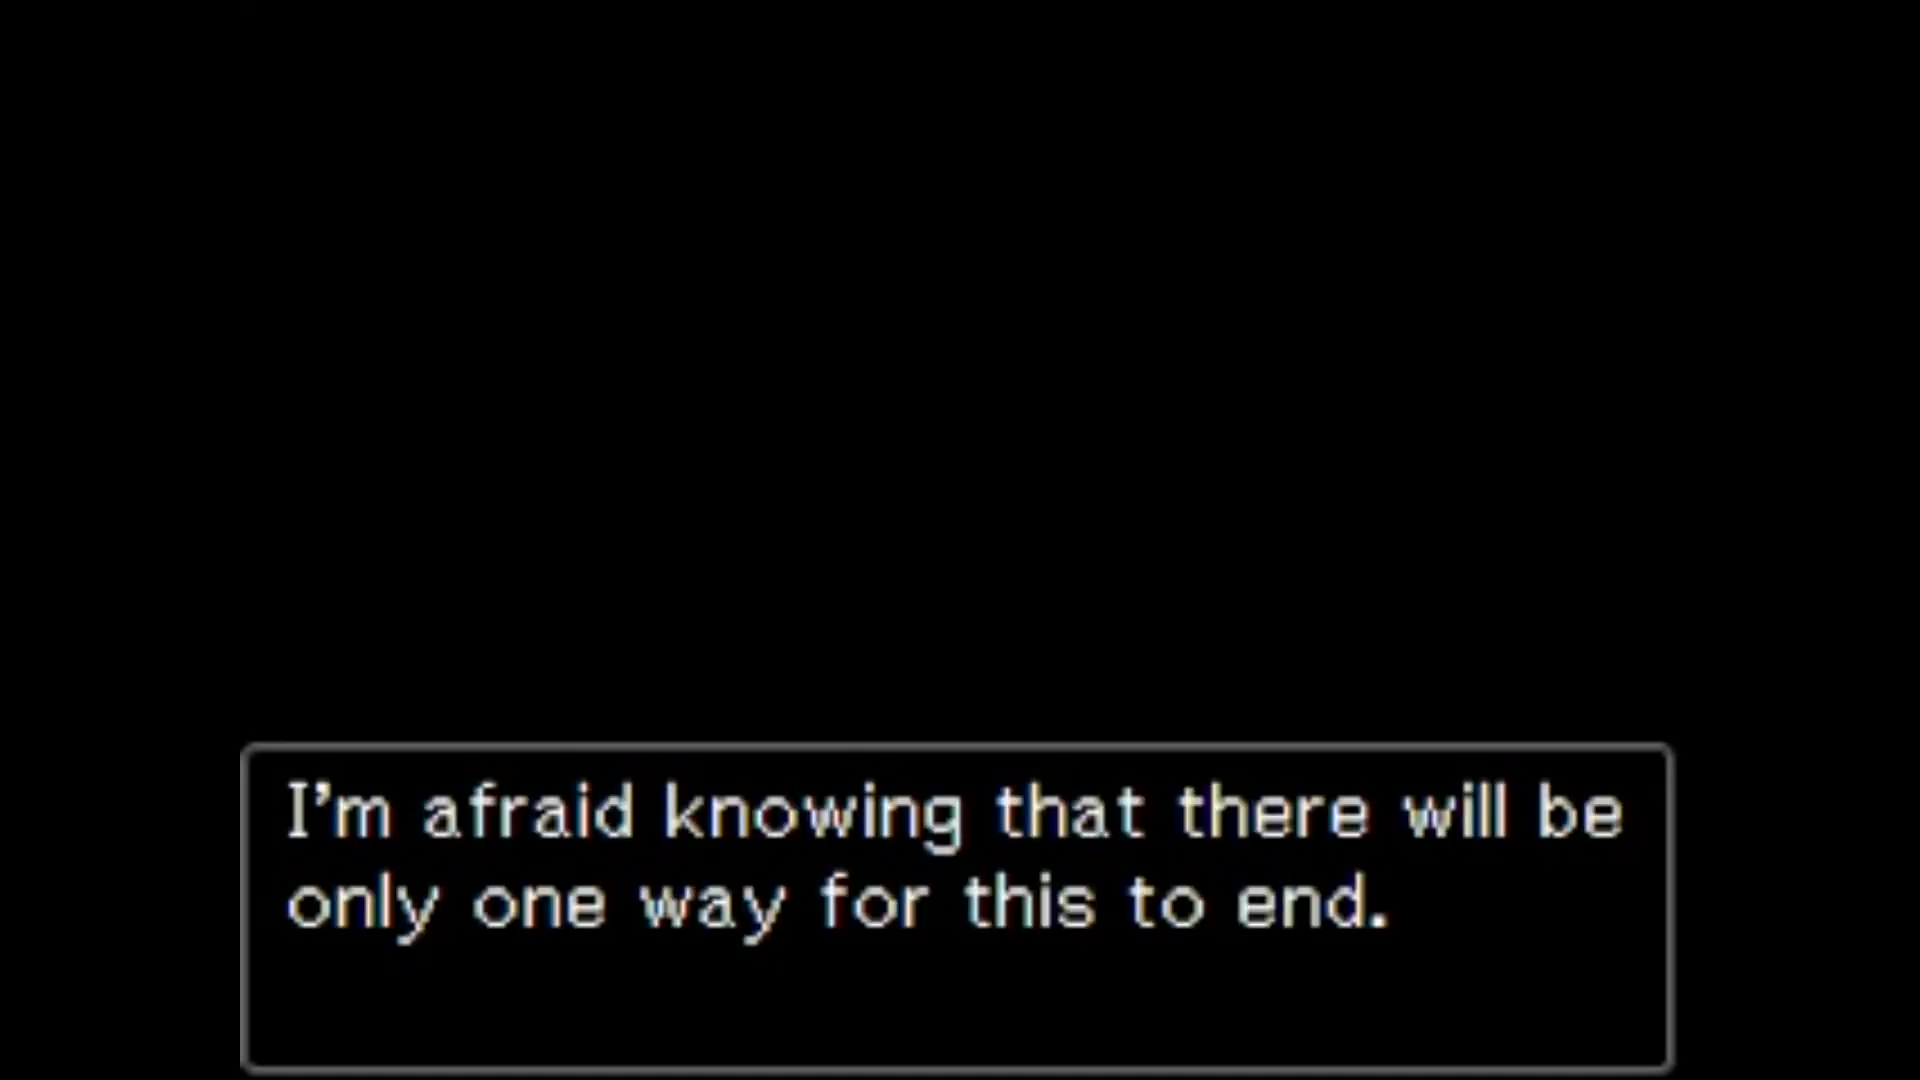 I'm afraid knowing that there will be
only one way for this to end.